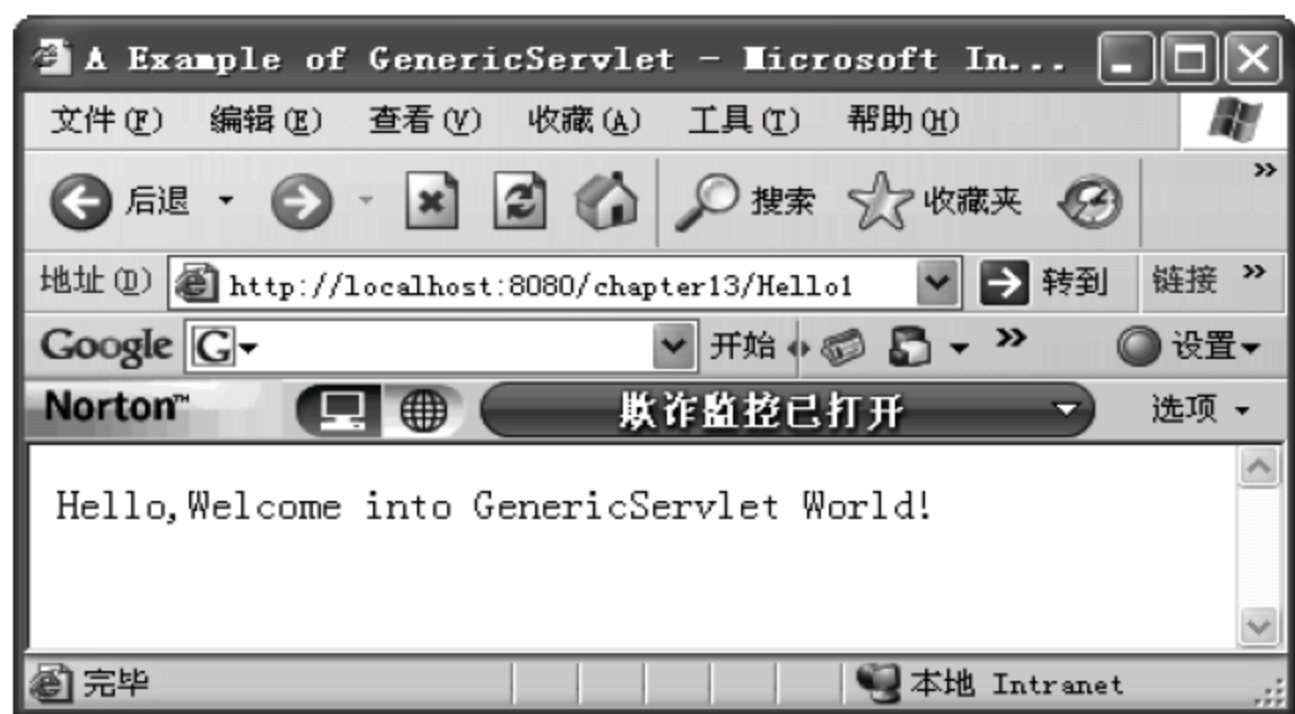 A Example of GenericServlet - Microsoft In...
文件(F) 编辑(E) 查看(V) 收藏(A) 工具(T) 帮助(H)
后退 搜索 收藏夹 »
地址(D) http://localhost:8080/chapter13/Hello1 转到 链接 »
Google G 开始 » 设置
Norton™ 欺诈监控已打开 选项
Hello,Welcome into GenericServlet World!
完毕 本地 Intranet